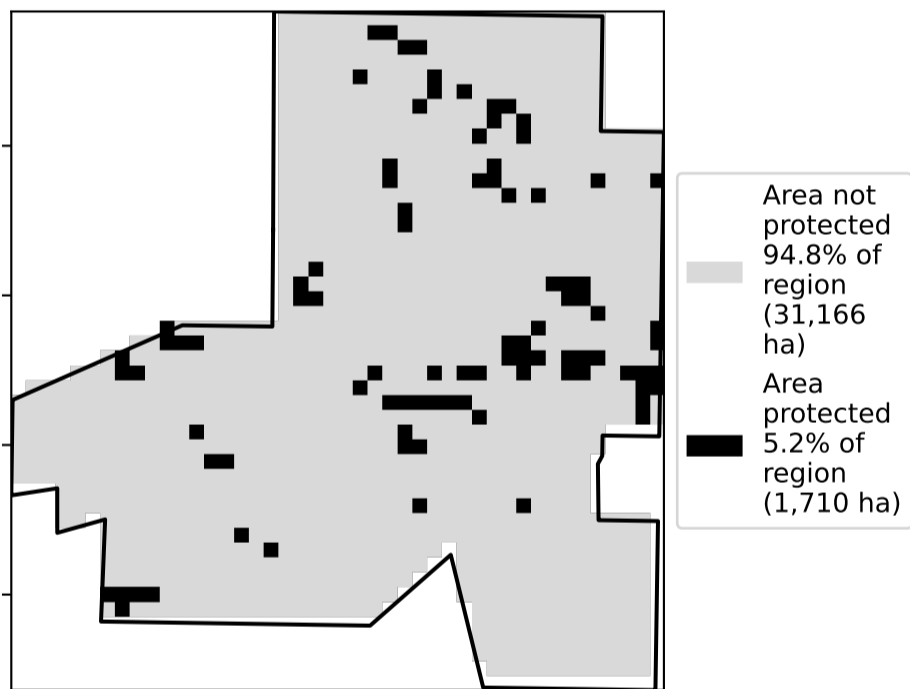 Area not
protected
94.8% of
region
(31,166
ha)
Area
protected
5.2% of
region
(1,710 ha)